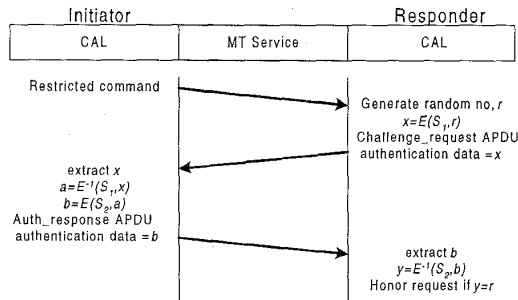 Initiator
Responder
CAL
MT Service
CAL
Restricted command
Generate random no, r
x=E(S₁,r)
Challenge_request APDU
authentication data = x
extract x
a=E⁻¹(S₁,x)
b=E(S₂,a)
Auth_response APDU
authentication data = b
extract b
y=E⁻¹(S₂,b)
Honor request if y=r